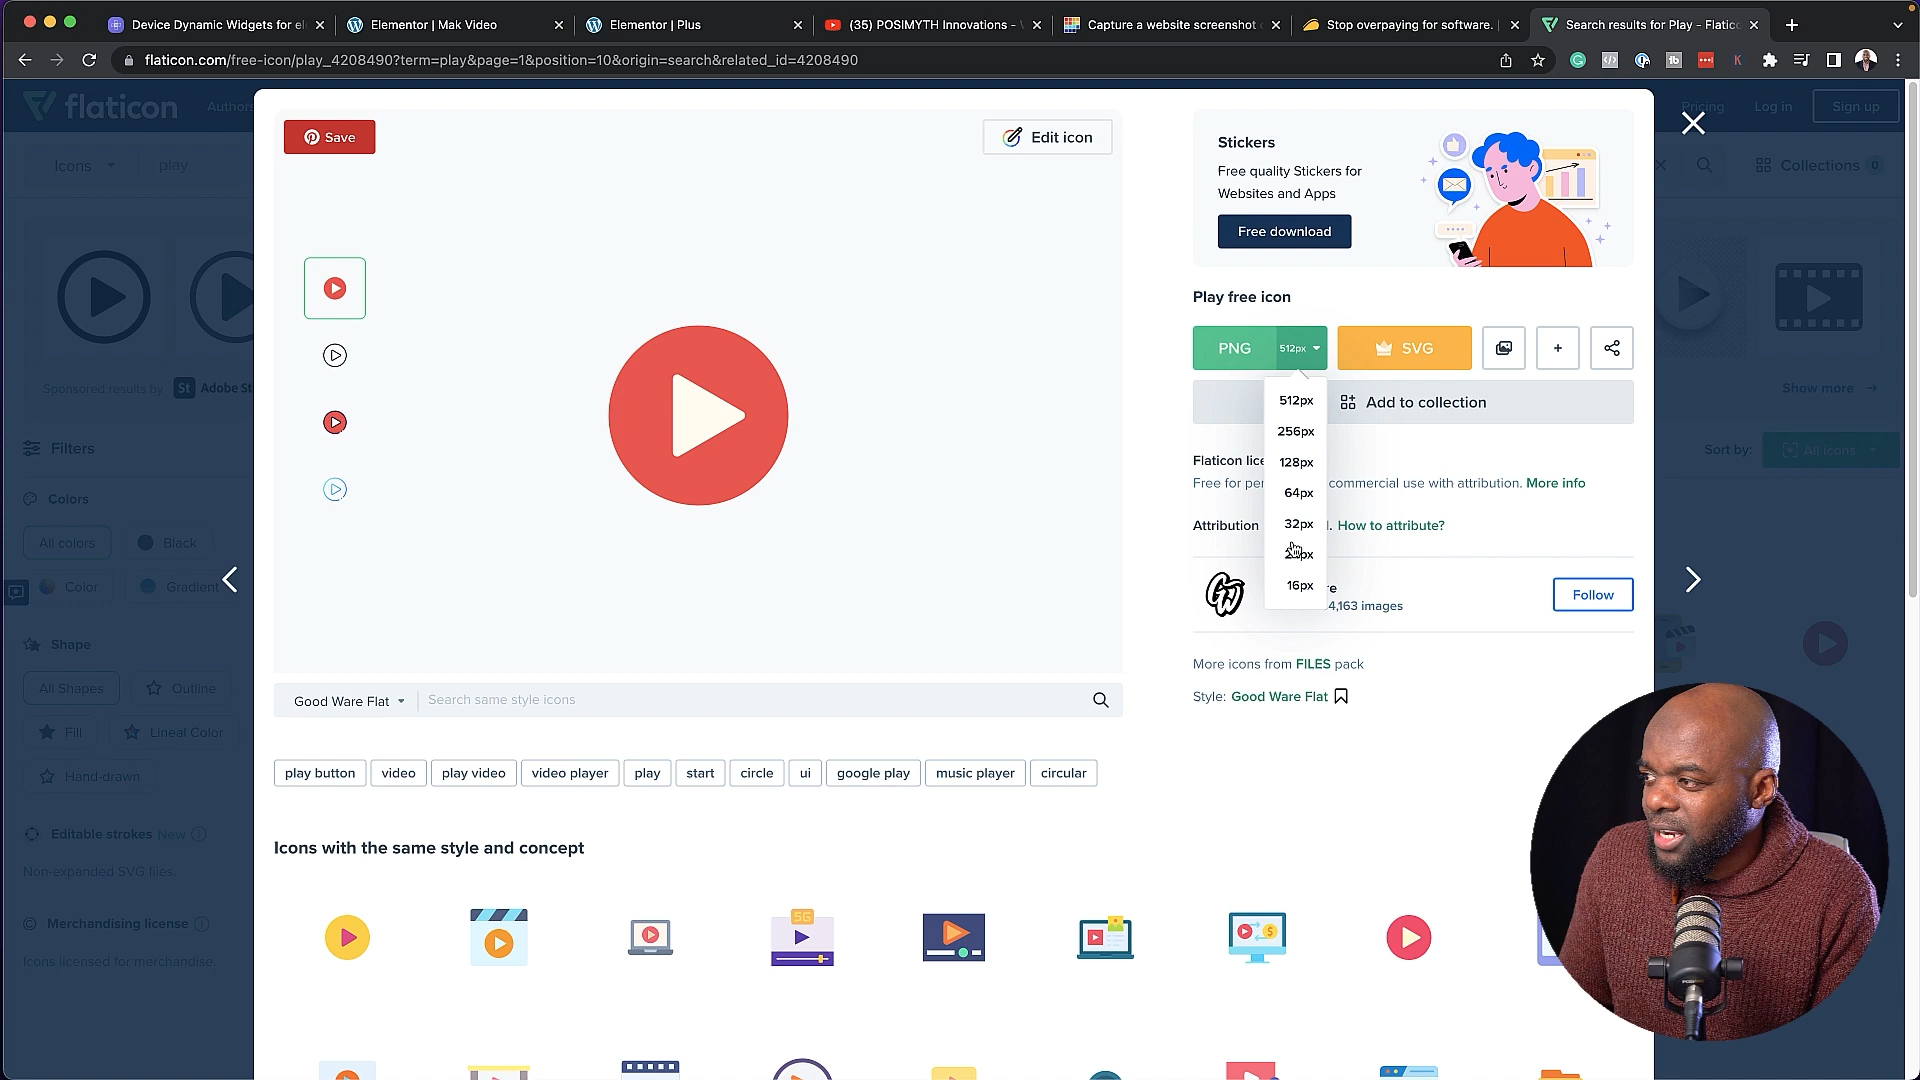 Device Dynamic Widgets for el
Elementor | Mak Video
Elementor | Plus
(35) POSIMYTH Innovations -
Capture a website screenshot
Stop overpaying for software.
Search results for Play - Flatic
flaticon.com/free-icon/play_4208490?term=play&page=1&position=10&origin=search&related_id=4208490
flaticon
Authors
Pricing
Log in
Sign up
Save
Edit icon
Stickers
Free quality Stickers for
Websites and Apps
Free download
Icons
play
Collections 0
Play free icon
PNG
512px
SVG
512px
256px
128px
64px
32px
16px
Add to collection
Sponsored results by
St Adobe St
Show more
Filters
Sort by:
All icons
Flaticon lice
Free for per
commercial use with attribution. More info
Attribution
How to attribute?
Colors
All colors
Black
Color
Gradient
re
4,163 images
Follow
Shape
All Shapes
Outline
Fill
Lineal Color
Hand-drawn
More icons from FILES pack
Style: Good Ware Flat
Good Ware Flat
Search same style icons
play button
video
play video
video player
play
start
circle
ui
google play
music player
circular
Editable strokes New
Non-expanded SVG files.
Merchandising license
Icons licensed for merchandise.
Icons with the same style and concept
5G